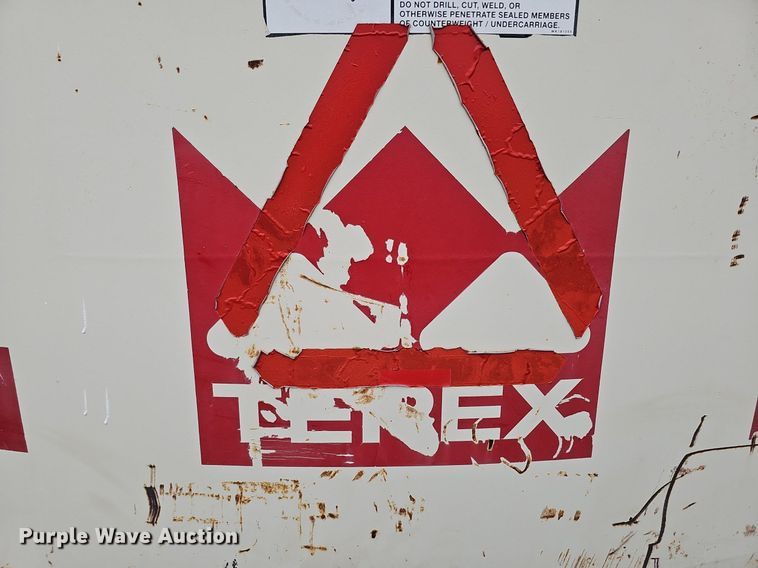 DO NOT DRILL, CUT, WELD, OR
OTHERWISE PENETRATE SEALED MEMBERS
OF COUNTERWEIGHT / UNDERCARRIAGE.
TEREX
Purple Wave Auction